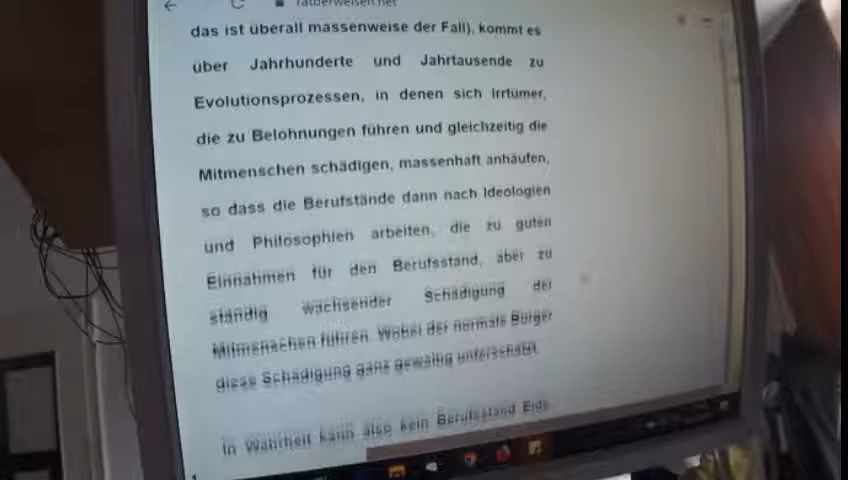 das ist überall massenweise der Fall), kommt es
über Jahrhunderte und Jahrtausende zu
Evolutionsprozessen, in denen sich Irrtümer,
die zu Belohnungen führen und gleichzeitig die
Mitmenschen schädigen, massenhaft anhäufen,
so dass die Berufstände dann nach Ideologien
und Philosophien arbeiten, die zu guten
Einnahmen für den Berufsstand, aber zu
ständig wachsender Schädigung der
Mitmenschen führen. Wobei der normale Bürger
diese Schädigung ganz gewaltig unterschätzt.
In Wahrheit kann also kein Berufsstand Eide